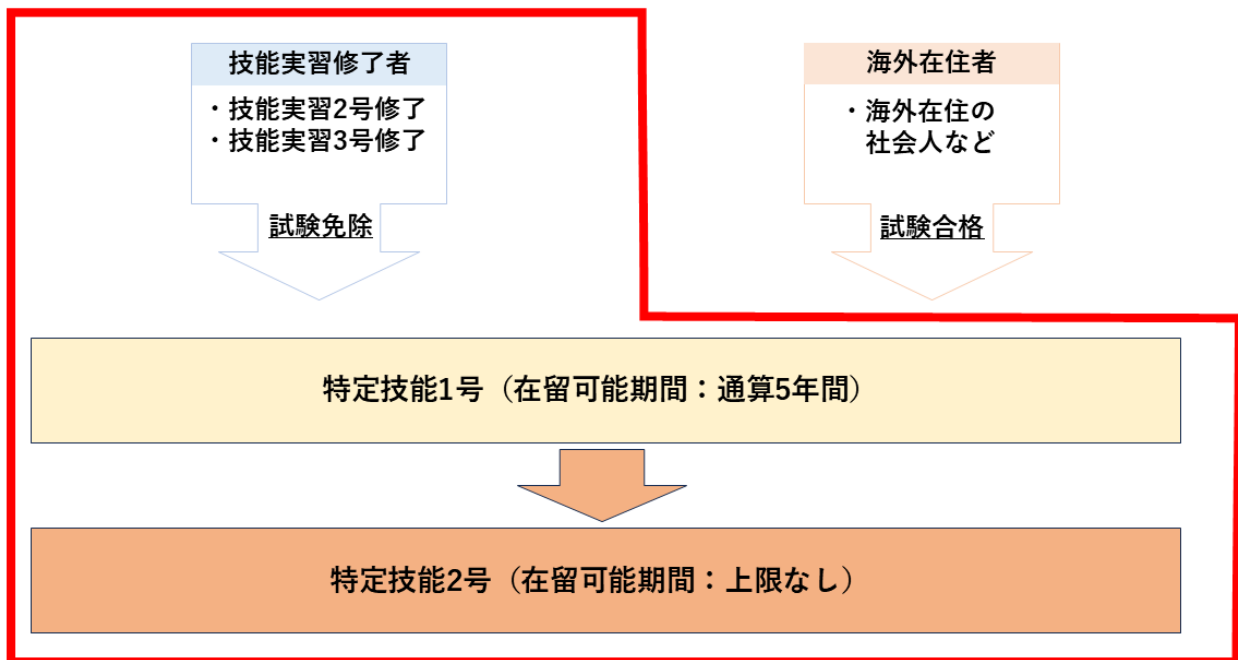 技能実習修了者
・技能実習2号修了
・技能実習3号修了
試験免除
海外在住者
・海外在住の
社会人など
試験合格
特定技能1号（在留可能期間：通算5年間）
特定技能2号（在留可能期間：上限なし）